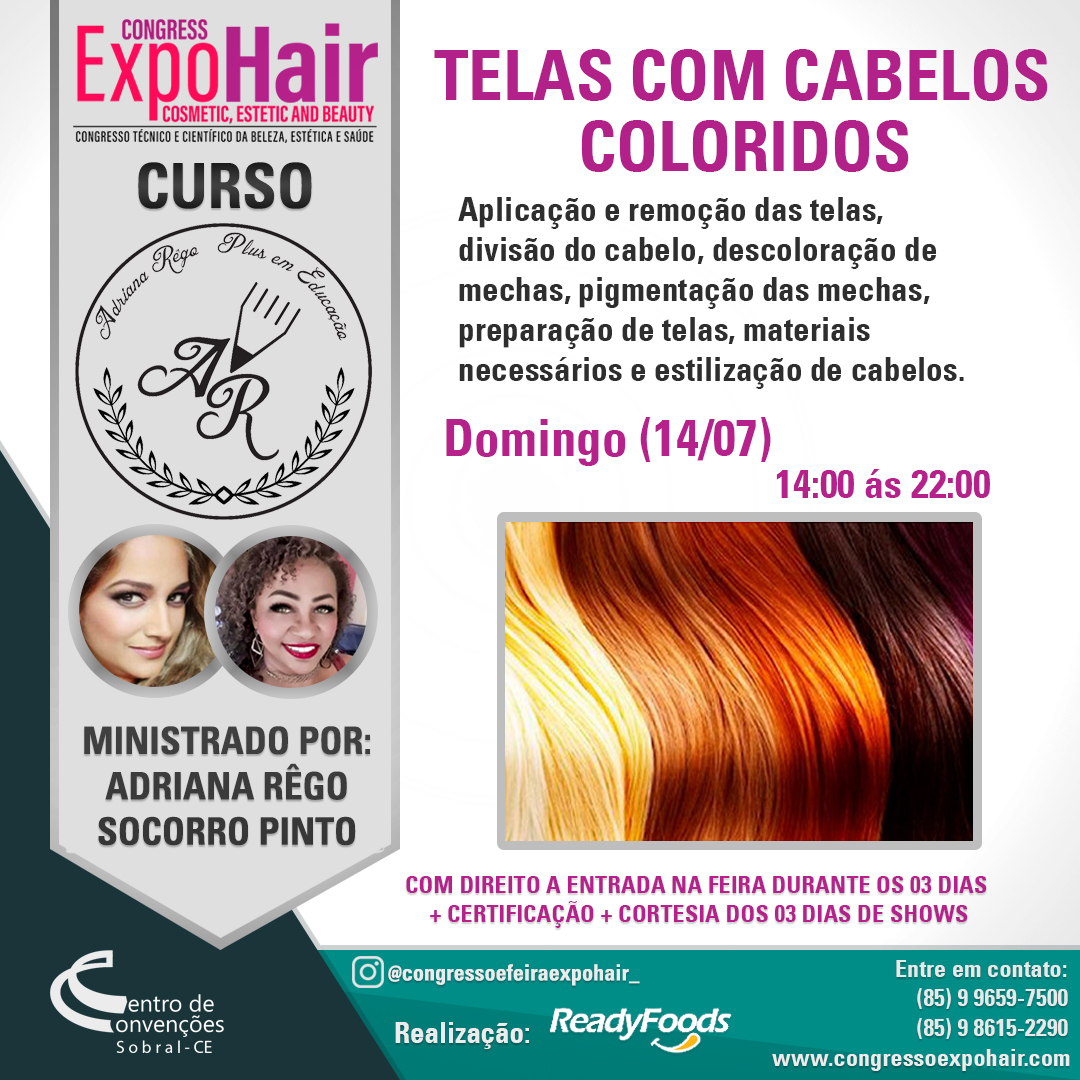 CONGRESS
ExpoHair
COSMETIC, ESTETIC AND BEAUTY
CONGRESSO TÉCNICO E CIENTÍFICO DA BELEZA, ESTÉTICA E SAÚDE
CURSO
Adriana Rêgo Plus em Educação
AR
MINISTRADO POR:
ADRIANA RÊGO
SOCORRO PINTO
TELAS COM CABELOS
COLORIDOS
Aplicação e remoção das telas,
divisão do cabelo, descoloração de
mechas, pigmentação das mechas,
preparação de telas, materiais
necessários e estilização de cabelos.
Domingo (14/07)
14:00 ás 22:00
COM DIREITO A ENTRADA NA FEIRA DURANTE OS 03 DIAS
+ CERTIFICAÇÃO + CORTESIA DOS 03 DIAS DE SHOWS
Centro de
Convenções
Sobral-CE
@congressoefeiraexpohair_
Realização: ReadyFoods
Entre em contato:
(85) 9 9659-7500
(85) 9 8615-2290
www.congressoexpohair.com